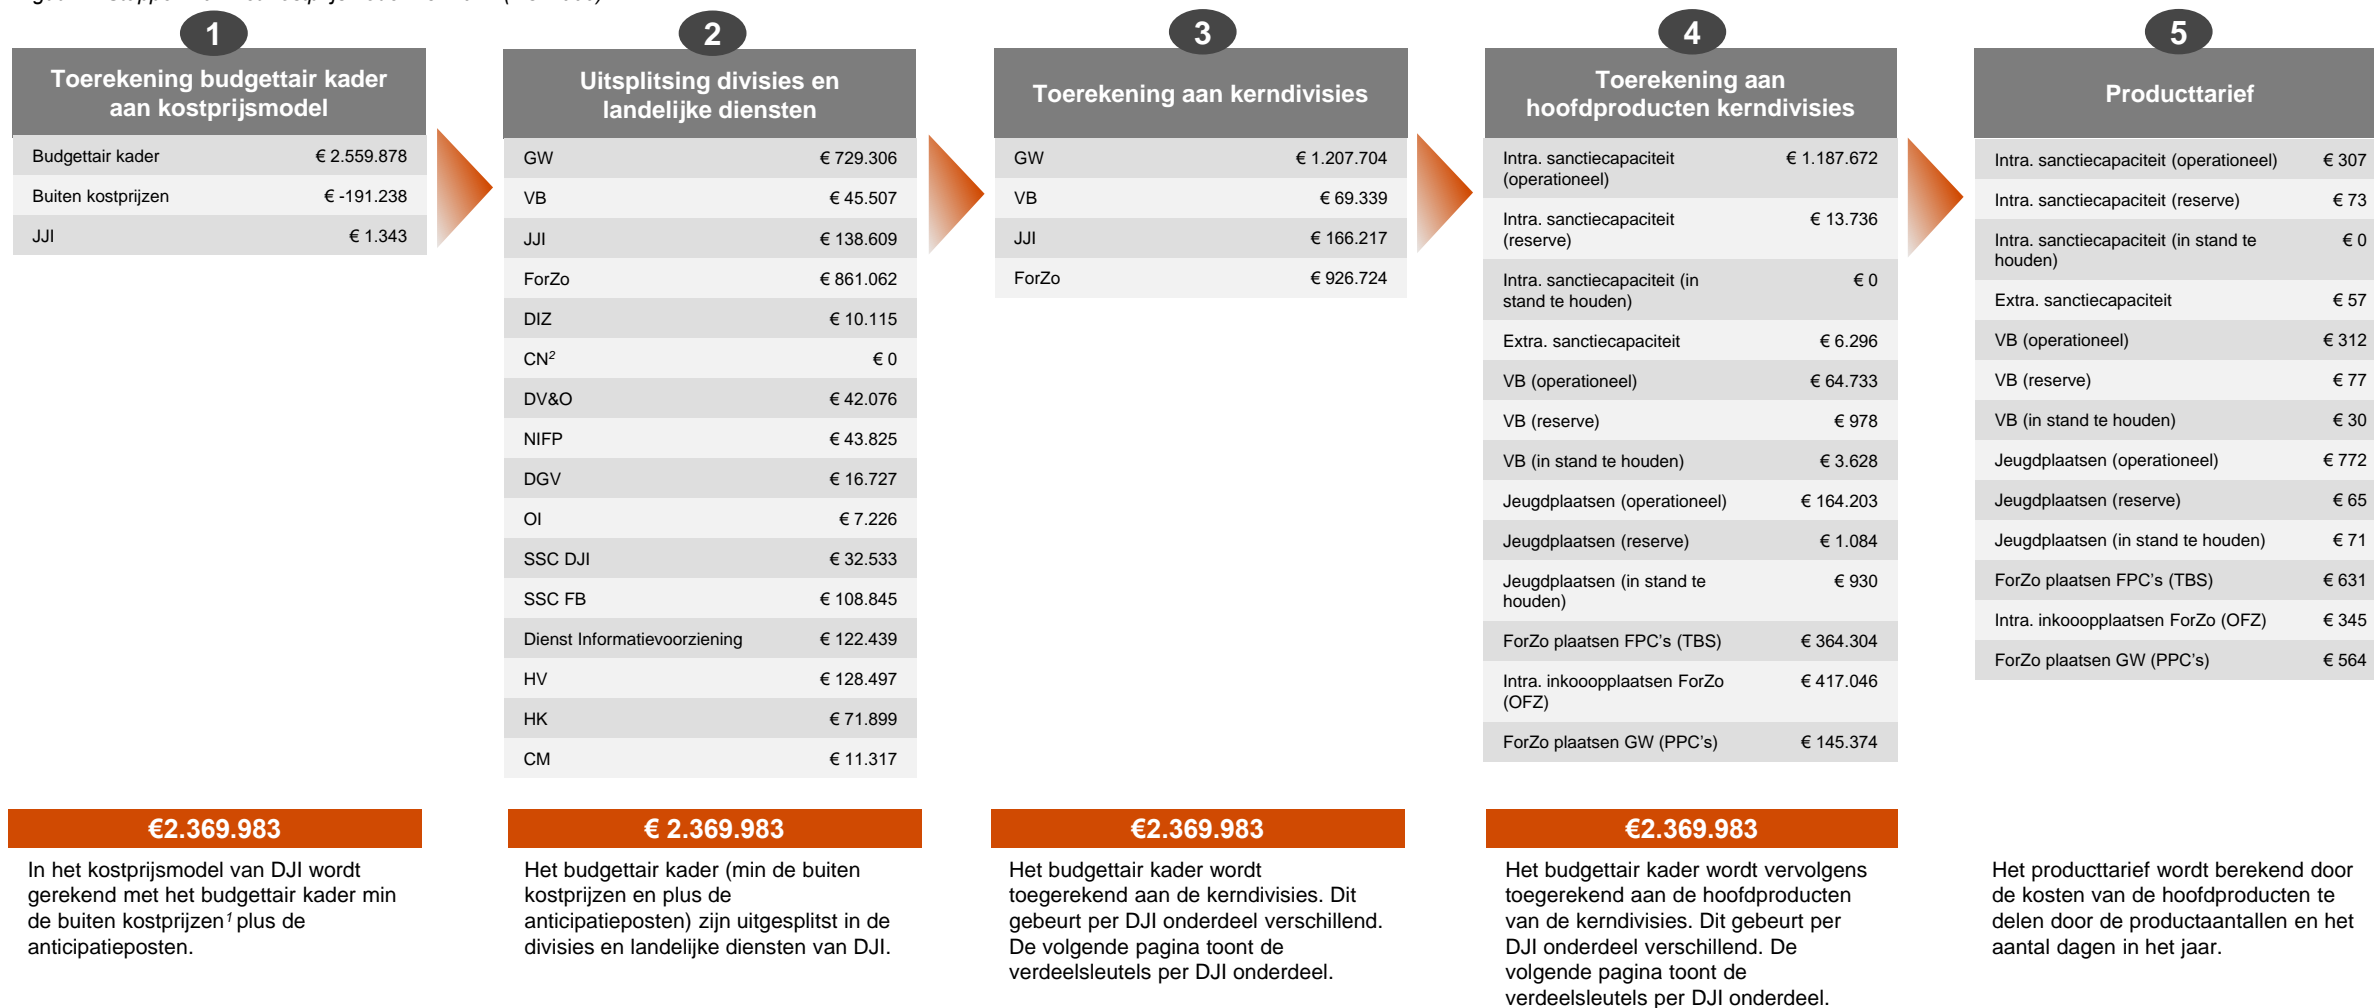 1
Toerekening budgettair kader
aan kostprijsmodel
Budgettair kader € 2.559.878
Buiten kostprijzen € -191.238
JJI € 1.343
€2.369.983
In het kostprijsmodel van DJI wordt
gerekend met het budgettair kader min
de buiten kostprijzen¹ plus de
anticipatieposten.
2
Uitsplitsing divisies en
landelijke diensten
GW € 729.306
VB € 45.507
JJI € 138.609
ForZo € 861.062
DIZ € 10.115
CN² € 0
DV&O € 42.076
NIFP € 43.825
DGV € 16.727
OI € 7.226
SSC DJI € 32.533
SSC FB € 108.845
Dienst Informatievoorziening € 122.439
HV € 128.497
HK € 71.899
CM € 11.317
€ 2.369.983
Het budgettair kader (min de buiten
kostprijzen en plus de
anticipatieposten) zijn uitgesplitst in de
divisies en landelijke diensten van DJI.
3
Toerekening aan kerndivisies
GW € 1.207.704
VB € 69.339
JJI € 166.217
ForZo € 926.724
€2.369.983
Het budgettair kader wordt
toegerekend aan de kerndivisies. Dit
gebeurt per DJI onderdeel verschillend.
De volgende pagina toont de
verdeelsleutels per DJI onderdeel.
4
Toerekening aan
hoofdproducten kerndivisies
Intra. sanctiecapaciteit € 1.187.672
(operationeel)
Intra. sanctiecapaciteit € 13.736
(reserve)
Intra. sanctiecapaciteit (in € 0
stand te houden)
Extra. sanctiecapaciteit € 6.296
VB (operationeel) € 64.733
VB (reserve) € 978
VB (in stand te houden) € 3.628
Jeugdplaatsen (operationeel) € 164.203
Jeugdplaatsen (reserve) € 1.084
Jeugdplaatsen (in stand te € 930
houden)
ForZo plaatsen FPC's (TBS) € 364.304
Intra. inkooopplaatsen ForZo € 417.046
(OFZ)
ForZo plaatsen GW (PPC's) € 145.374
€2.369.983
Het budgettair kader wordt vervolgens
toegerekend aan de hoofdproducten
van de kerndivisies. Dit gebeurt per
DJI onderdeel verschillend. De
volgende pagina toont de
verdeelsleutels per DJI onderdeel.
5
Producttarief
Intra. sanctiecapaciteit (operationeel) € 307
Intra. sanctiecapaciteit (reserve) € 73
Intra. sanctiecapaciteit (in stand te € 0
houden)
Extra. sanctiecapaciteit € 57
VB (operationeel) € 312
VB (reserve) € 77
VB (in stand te houden) € 30
Jeugdplaatsen (operationeel) € 772
Jeugdplaatsen (reserve) € 65
Jeugdplaatsen (in stand te houden) € 71
ForZo plaatsen FPC's (TBS) € 631
Intra. inkooopplaatsen ForZo (OFZ) € 345
ForZo plaatsen GW (PPC's) € 564
Het producttarief wordt berekend door
de kosten van de hoofdproducten te
delen door de productaantallen en het
aantal dagen in het jaar.